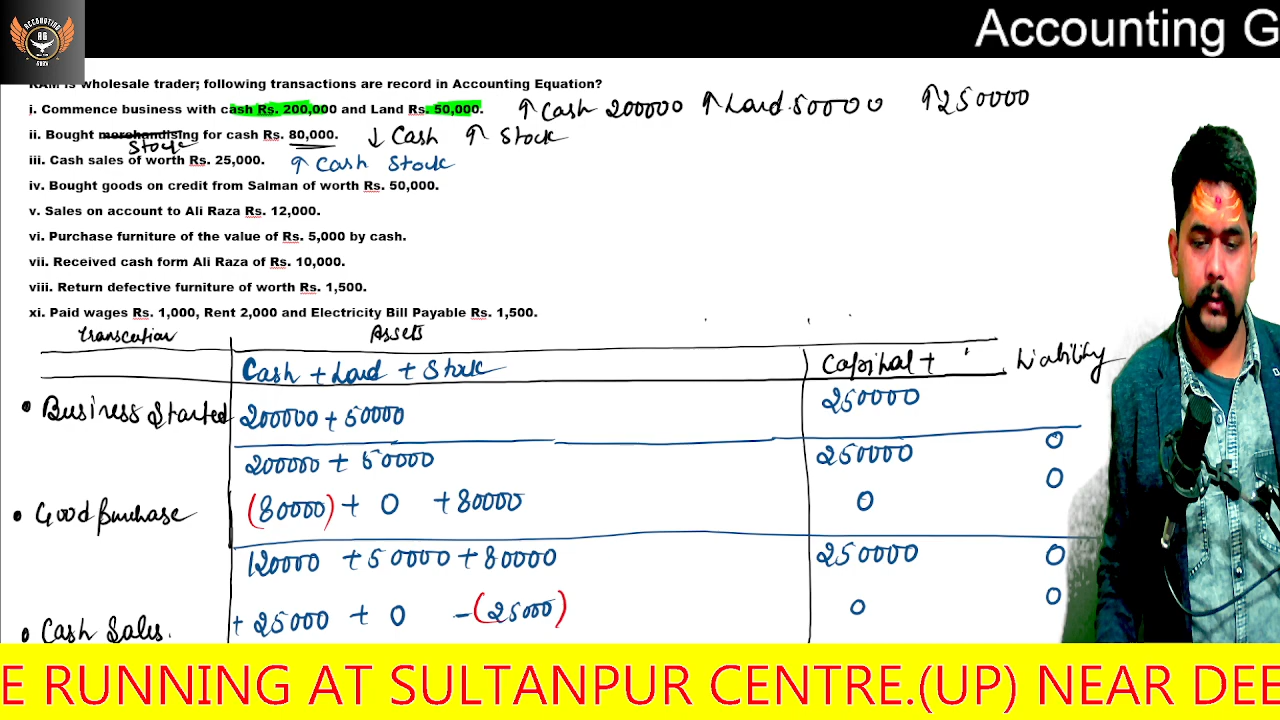 Accounting G
ACCOUNTING
AG
GURU
RAM is wholesale trader; following transactions are record in Accounting Equation?
i. Commence business with cash Rs. 200,000 and Land Rs. 50,000. ↑ Cash 200000 ↑ Land 50000 ↑ 250000
ii. Bought morchandising for cash Rs. 80,000. ↓ Cash ↑ Stock
Stock
iii. Cash sales of worth Rs. 25,000. ↑ Cash Stock
iv. Bought goods on credit from Salman of worth Rs. 50,000.
v. Sales on account to Ali Raza Rs. 12,000.
vi. Purchase furniture of the value of Rs. 5,000 by cash.
vii. Received cash form Ali Raza of Rs. 10,000.
viii. Return defective furniture of worth Rs. 1,500.
xi. Paid wages Rs. 1,000, Rent 2,000 and Electricity Bill Payable Rs. 1,500.
Transcution Assets
Cash + Land + Stock Capital + Liability
• Business Started 200000 + 50000 250000
0
200000 + 50000 250000 0
• Good purchase (80000) + 0 + 80000 0
120000 + 50000 + 80000 250000 0
• Cash Sales. + 25000 + 0 - (25000) 0 0
E RUNNING AT SULTANPUR CENTRE.(UP) NEAR DEE